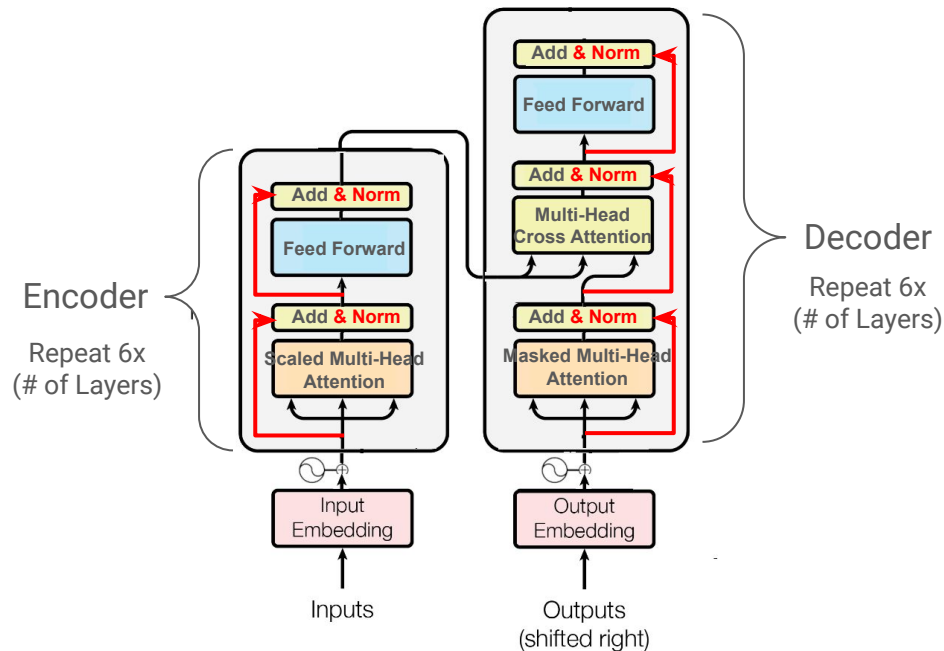 Add & Norm
Feed Forward
Add & Norm
Multi-Head
Cross Attention
Add & Norm
Masked Multi-Head
Attention
Decoder
Repeat 6x
(# of Layers)
Add & Norm
Feed Forward
Add & Norm
Scaled Multi-Head
Attention
Encoder
Repeat 6x
(# of Layers)
Input
Embedding
Output
Embedding
Inputs
Outputs
(shifted right)